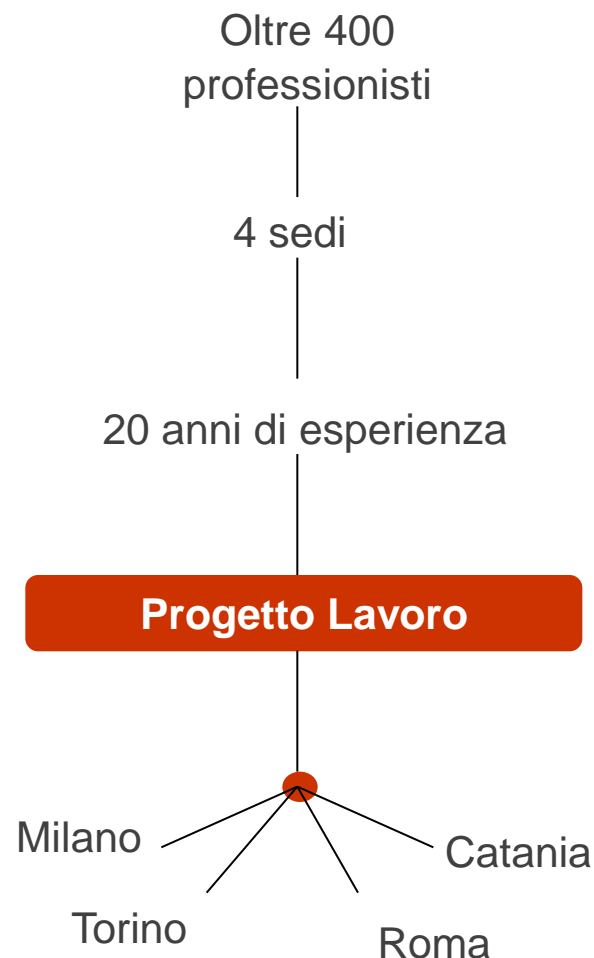 Oltre 400
professionisti
4 sedi
20 anni di esperienza
Progetto Lavoro
Milano
Catania
Torino
Roma